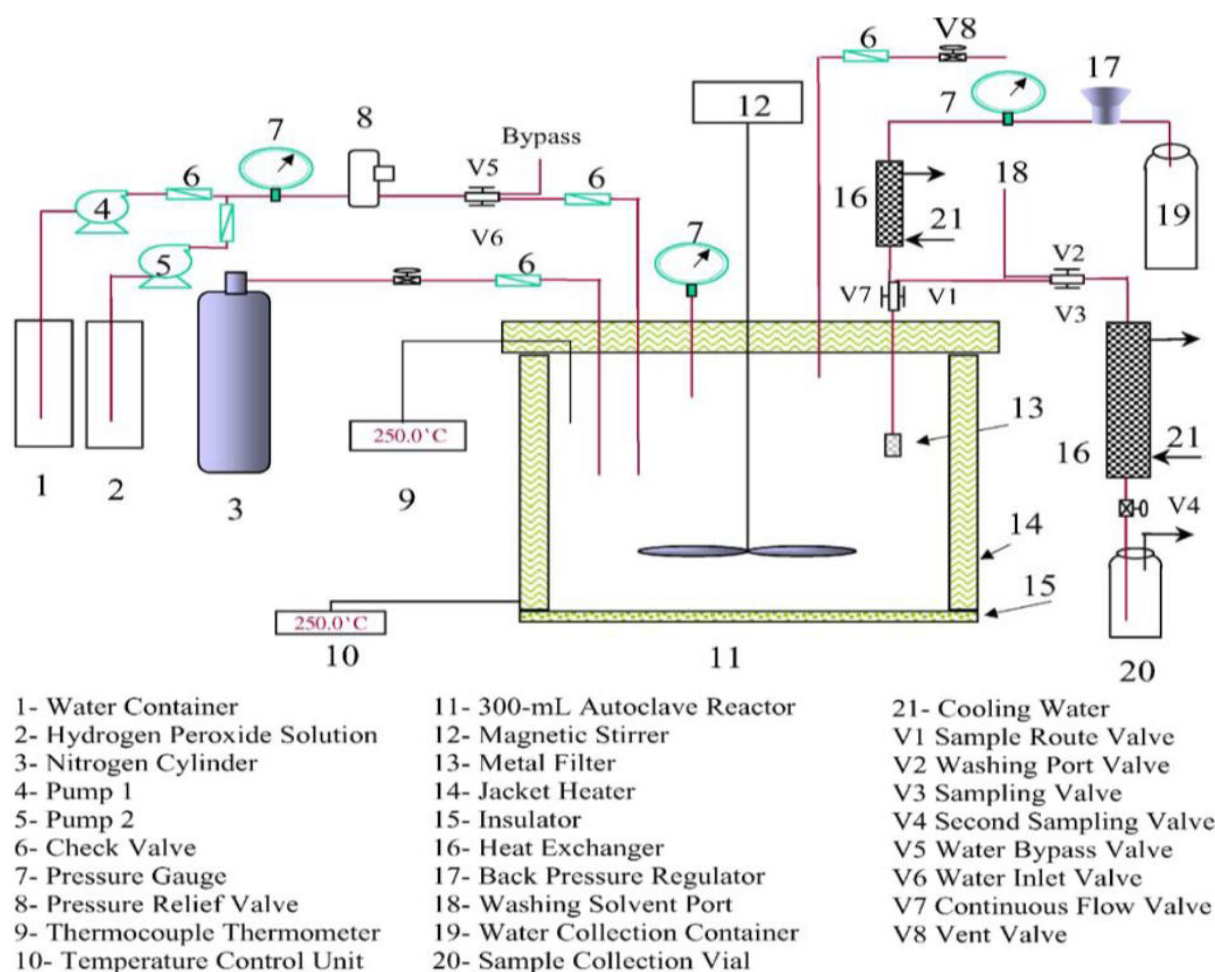 V8
6
17
12
7
8
7
Bypass
V5
18
6
6
16
19
4
21
7
V2
V6
5
6
V7
V1
V3
13
250.0'C
16
21
1
2
3
9
V4
14
15
250.0'C
10
11
20
1- Water Container
2- Hydrogen Peroxide Solution
3- Nitrogen Cylinder
4- Pump 1
5- Pump 2
6- Check Valve
7- Pressure Gauge
8- Pressure Relief Valve
9- Thermocouple Thermometer
10- Temperature Control Unit
11- 300-mL Autoclave Reactor
12- Magnetic Stirrer
13- Metal Filter
14- Jacket Heater
15- Insulator
16- Heat Exchanger
17- Back Pressure Regulator
18- Washing Solvent Port
19- Water Collection Container
20- Sample Collection Vial
21- Cooling Water
V1 Sample Route Valve
V2 Washing Port Valve
V3 Sampling Valve
V4 Second Sampling Valve
V5 Water Bypass Valve
V6 Water Inlet Valve
V7 Continuous Flow Valve
V8 Vent Valve